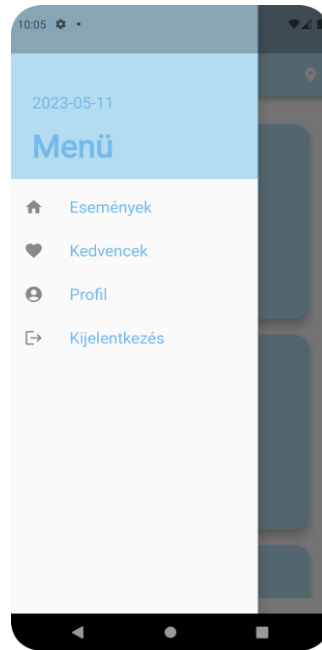 10:05
2023-05-11
Menü
Események
Kedvencek
Profil
Kijelentkezés